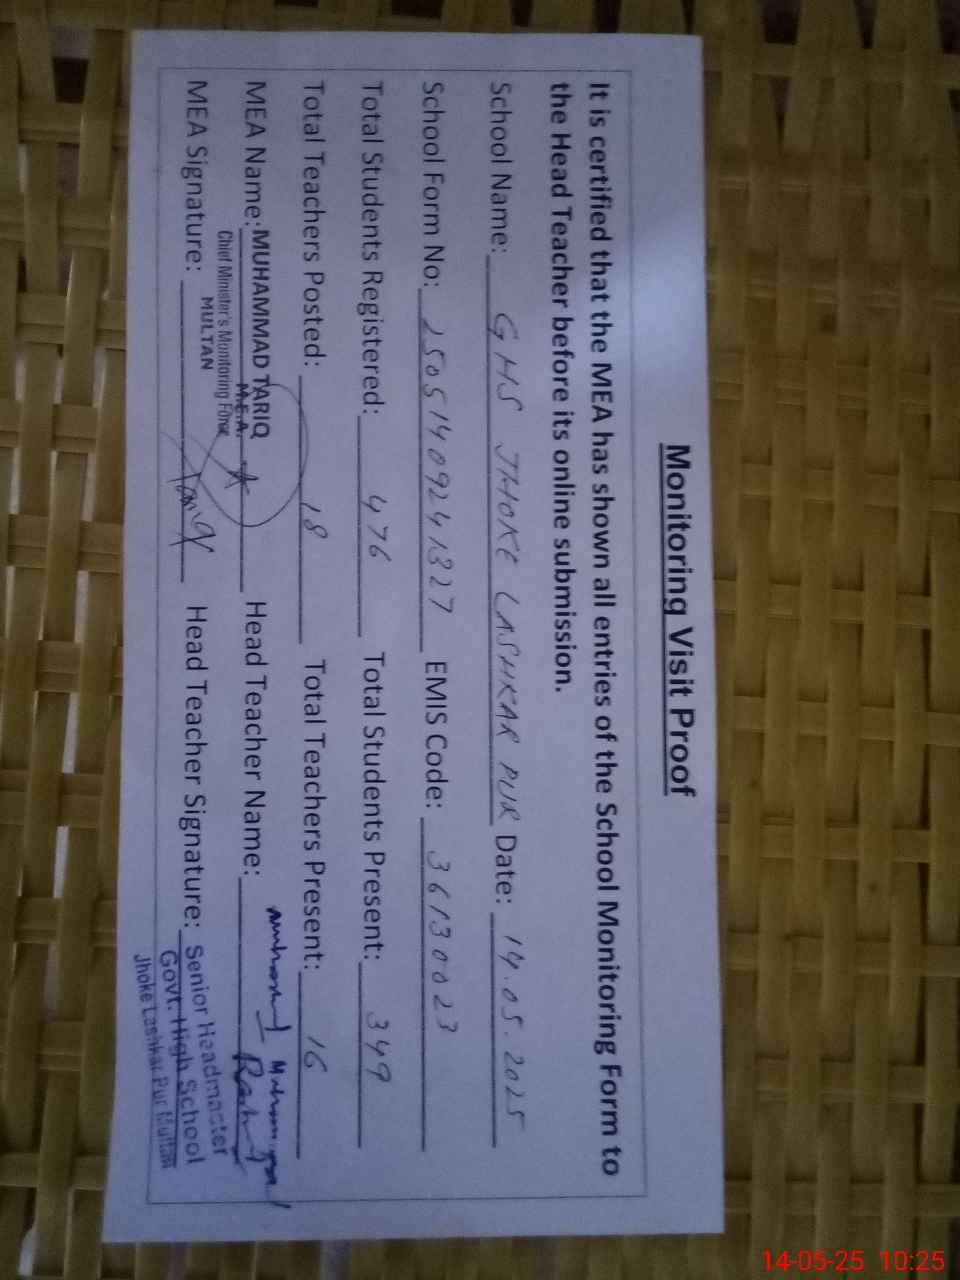 Monitoring Visit Proof
It is certified that the MEA has shown all entries of the School Monitoring Form to
the Head Teacher before its online submission.
School Name: GHS JHOKE LASHKAR PUR Date: 14.05.2025
School Form No: 25051409241327 EMIS Code: 36130023
Total Students Registered: 476 Total Students Present: 349
Total Teachers Posted: 18 Total Teachers Present: 16
MEA Name: MUHAMMAD TARIQ Head Teacher Name:
M.E.A.
Chief Minister's Monitoring Force
MULTAN
MEA Signature: Tariq Head Teacher Signature:
Senior Headmaster
Govt. High School
Jhoke Lashkar Pur Multan
14-05-25 10:25